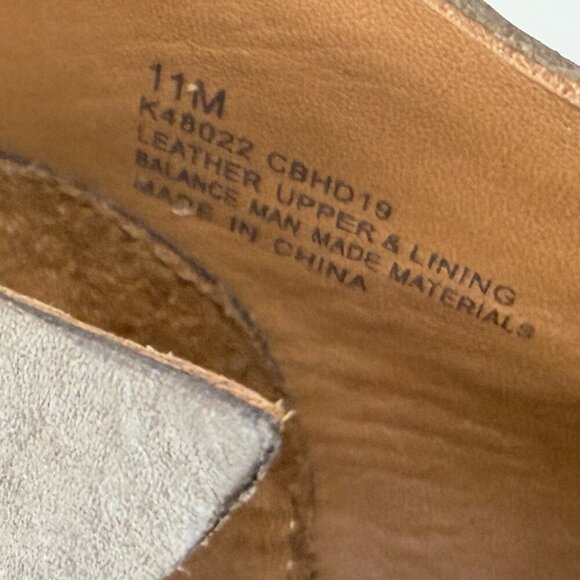 11M
K48022 CBHD19
LEATHER UPPER & LINING
BALANCE MAN MADE MATERIALS
MADE IN CHINA